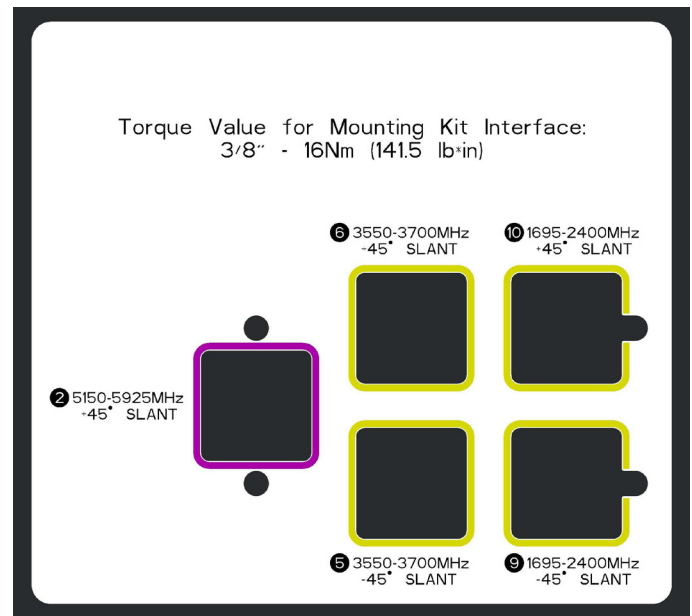 Torque Value for Mounting Kit Interface:
3/8" - 16Nm (141.5 lb*in)
6 3550-3700MHz
-45° SLANT
10 1695-2400MHz
+45° SLANT
2 5150-5925MHz
+45° SLANT
5 3550-3700MHz
-45° SLANT
9 1695-2400MHz
-45° SLANT